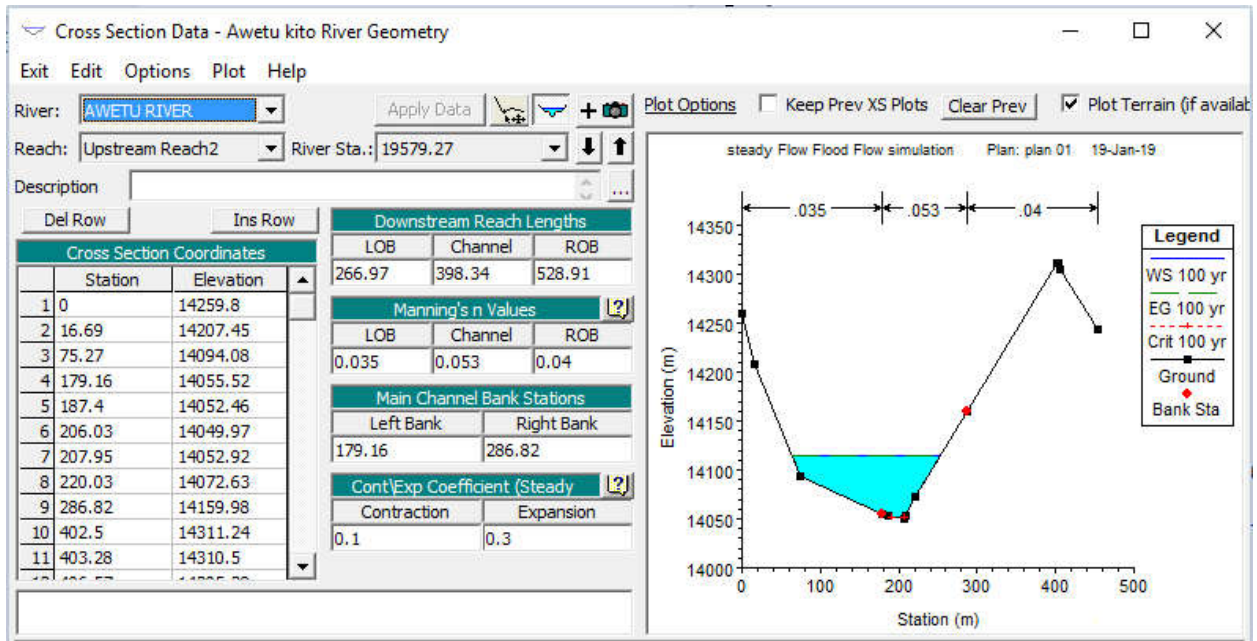 Cross Section Data - Awetu kito River Geometry
Exit Edit Options Plot Help
River: AWETU RIVER Apply Data
Reach: Upstream Reach2 River Sta.: 19579.27
Description ...
Del Row Ins Row
Cross Section Coordinates
Station Elevation
1 0 14259.8
2 16.69 14207.45
3 75.27 14094.08
4 179.16 14055.52
5 187.4 14052.46
6 206.03 14049.97
7 207.95 14052.92
8 220.03 14072.63
9 286.82 14159.98
10 402.5 14311.24
11 403.28 14310.5
Downstream Reach Lengths
LOB Channel ROB
266.97 398.34 528.91
Manning's n Values
LOB Channel ROB
0.035 0.053 0.04
Main Channel Bank Stations
Left Bank Right Bank
179.16 286.82
Cont\Exp Coefficient (Steady
Contraction Expansion
0.1 0.3
Plot Options Keep Prev XS Plots Clear Prev Plot Terrain (if availab
steady Flow Flood Flow simulation Plan: plan 01 19-Jan-19
.035 .053 .04
14350
14300
14250
14200
14150
14100
14050
14000
Elevation (m)
0 100 200 300 400 500
Station (m)
Legend
WS 100 yr
EG 100 yr
Crit 100 yr
Ground
Bank Sta